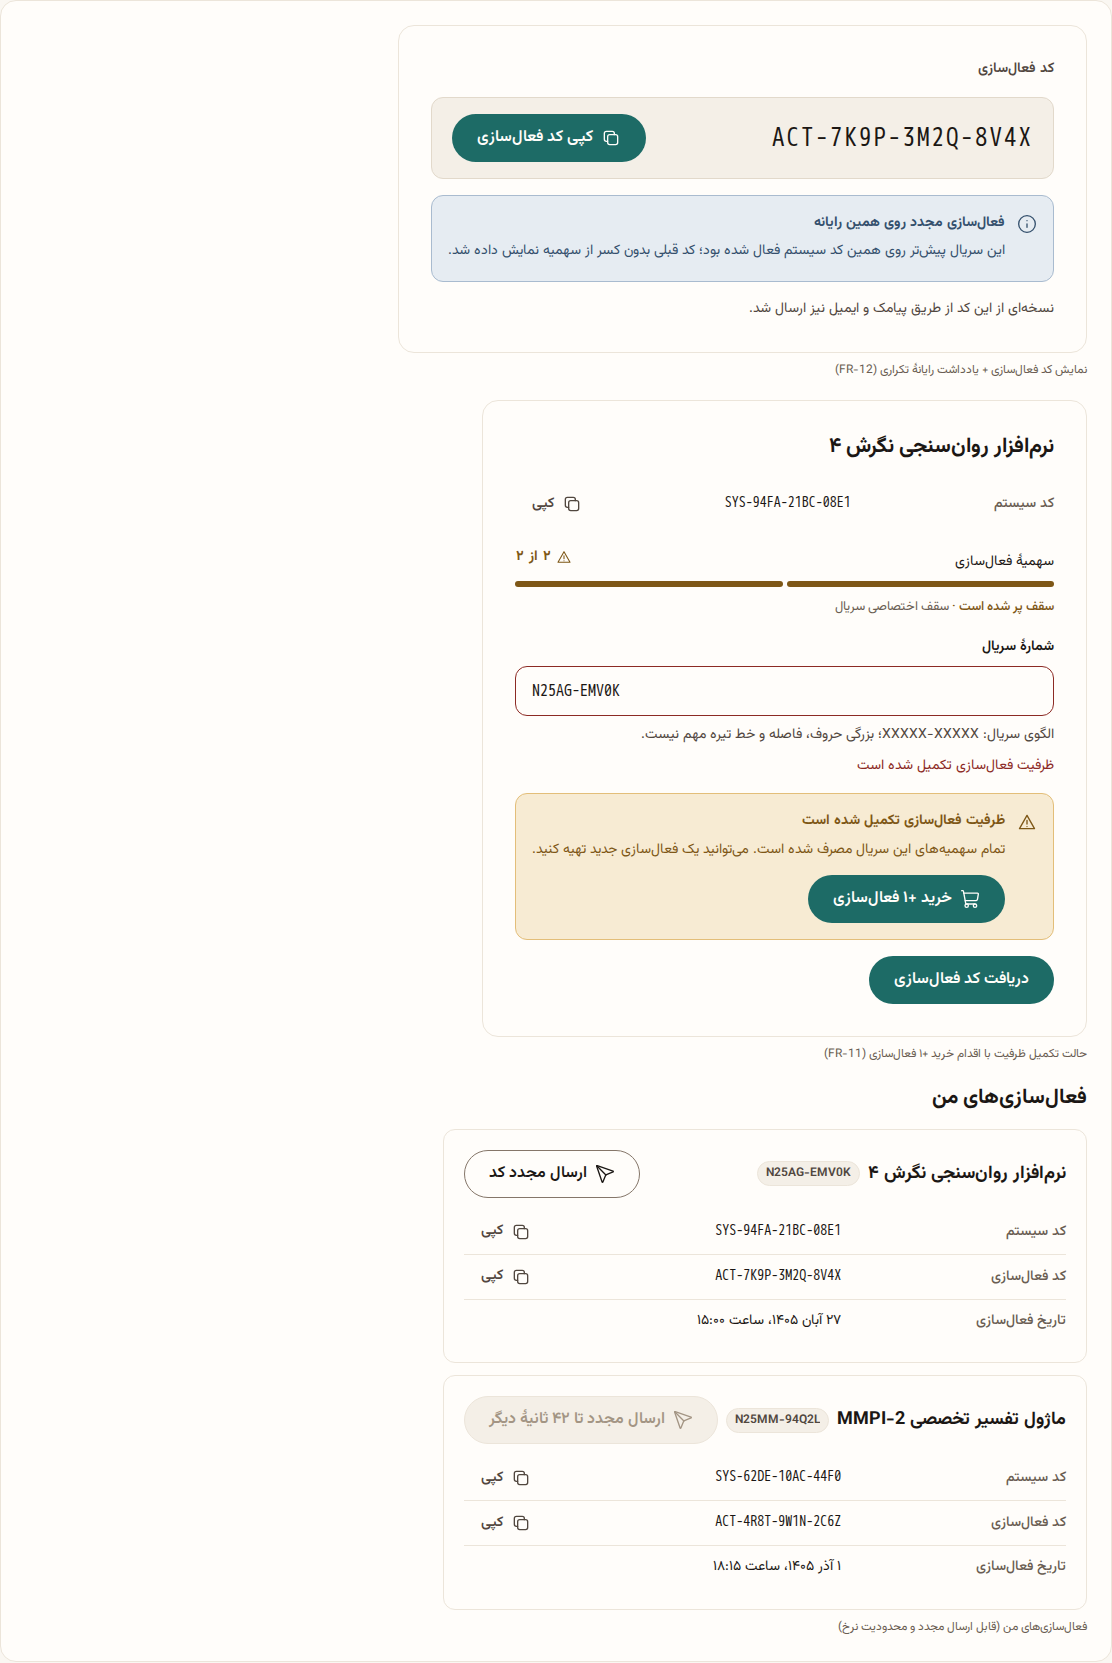 کد فعال‌سازی
ACT-7K9P-3M2Q-8V4X
کپی کد فعال‌سازی
فعال‌سازی مجدد روی همین رایانه
این سریال پیش‌تر روی همین کد سیستم فعال شده بود؛ کد قبلی بدون کسر از سهمیه نمایش داده شد.
نسخه‌ای از این کد از طریق پیامک و ایمیل نیز ارسال شد.
نمایش کد فعال‌سازی + یادداشت رایانهٔ تکراری (FR-12)
نرم‌افزار روان‌سنجی نگرش ۴
کد سیستم SYS-94FA-21BC-08E1 کپی
سهمیهٔ فعال‌سازی ۲ از ۲
سقف پر شده است · سقف اختصاصی سریال
شمارهٔ سریال
N25AG-EMV0K
الگوی سریال: XXXXX-XXXXX؛ بزرگی حروف، فاصله و خط تیره مهم نیست.
ظرفیت فعال‌سازی تکمیل شده است
ظرفیت فعال‌سازی تکمیل شده است
تمام سهمیه‌های این سریال مصرف شده است. می‌توانید یک فعال‌سازی جدید تهیه کنید.
خرید +۱ فعال‌سازی
دریافت کد فعال‌سازی
حالت تکمیل ظرفیت با اقدام خرید +۱ فعال‌سازی (FR-11)
فعال‌سازی‌های من
نرم‌افزار روان‌سنجی نگرش ۴ N25AG-EMV0K ارسال مجدد کد
کد سیستم SYS-94FA-21BC-08E1 کپی
کد فعال‌سازی ACT-7K9P-3M2Q-8V4X کپی
تاریخ فعال‌سازی ۲۷ آبان ۱۴۰۵، ساعت ۱۵:۰۰
ماژول تفسیر تخصصی MMPI-2 N25MM-94Q2L ارسال مجدد تا ۴۲ ثانیهٔ دیگر
کد سیستم SYS-62DE-10AC-44F0 کپی
کد فعال‌سازی ACT-4R8T-9W1N-2C6Z کپی
تاریخ فعال‌سازی ۱ آذر ۱۴۰۵، ساعت ۱۸:۱۵
فعال‌سازی‌های من (قابل ارسال مجدد و محدودیت نرخ)